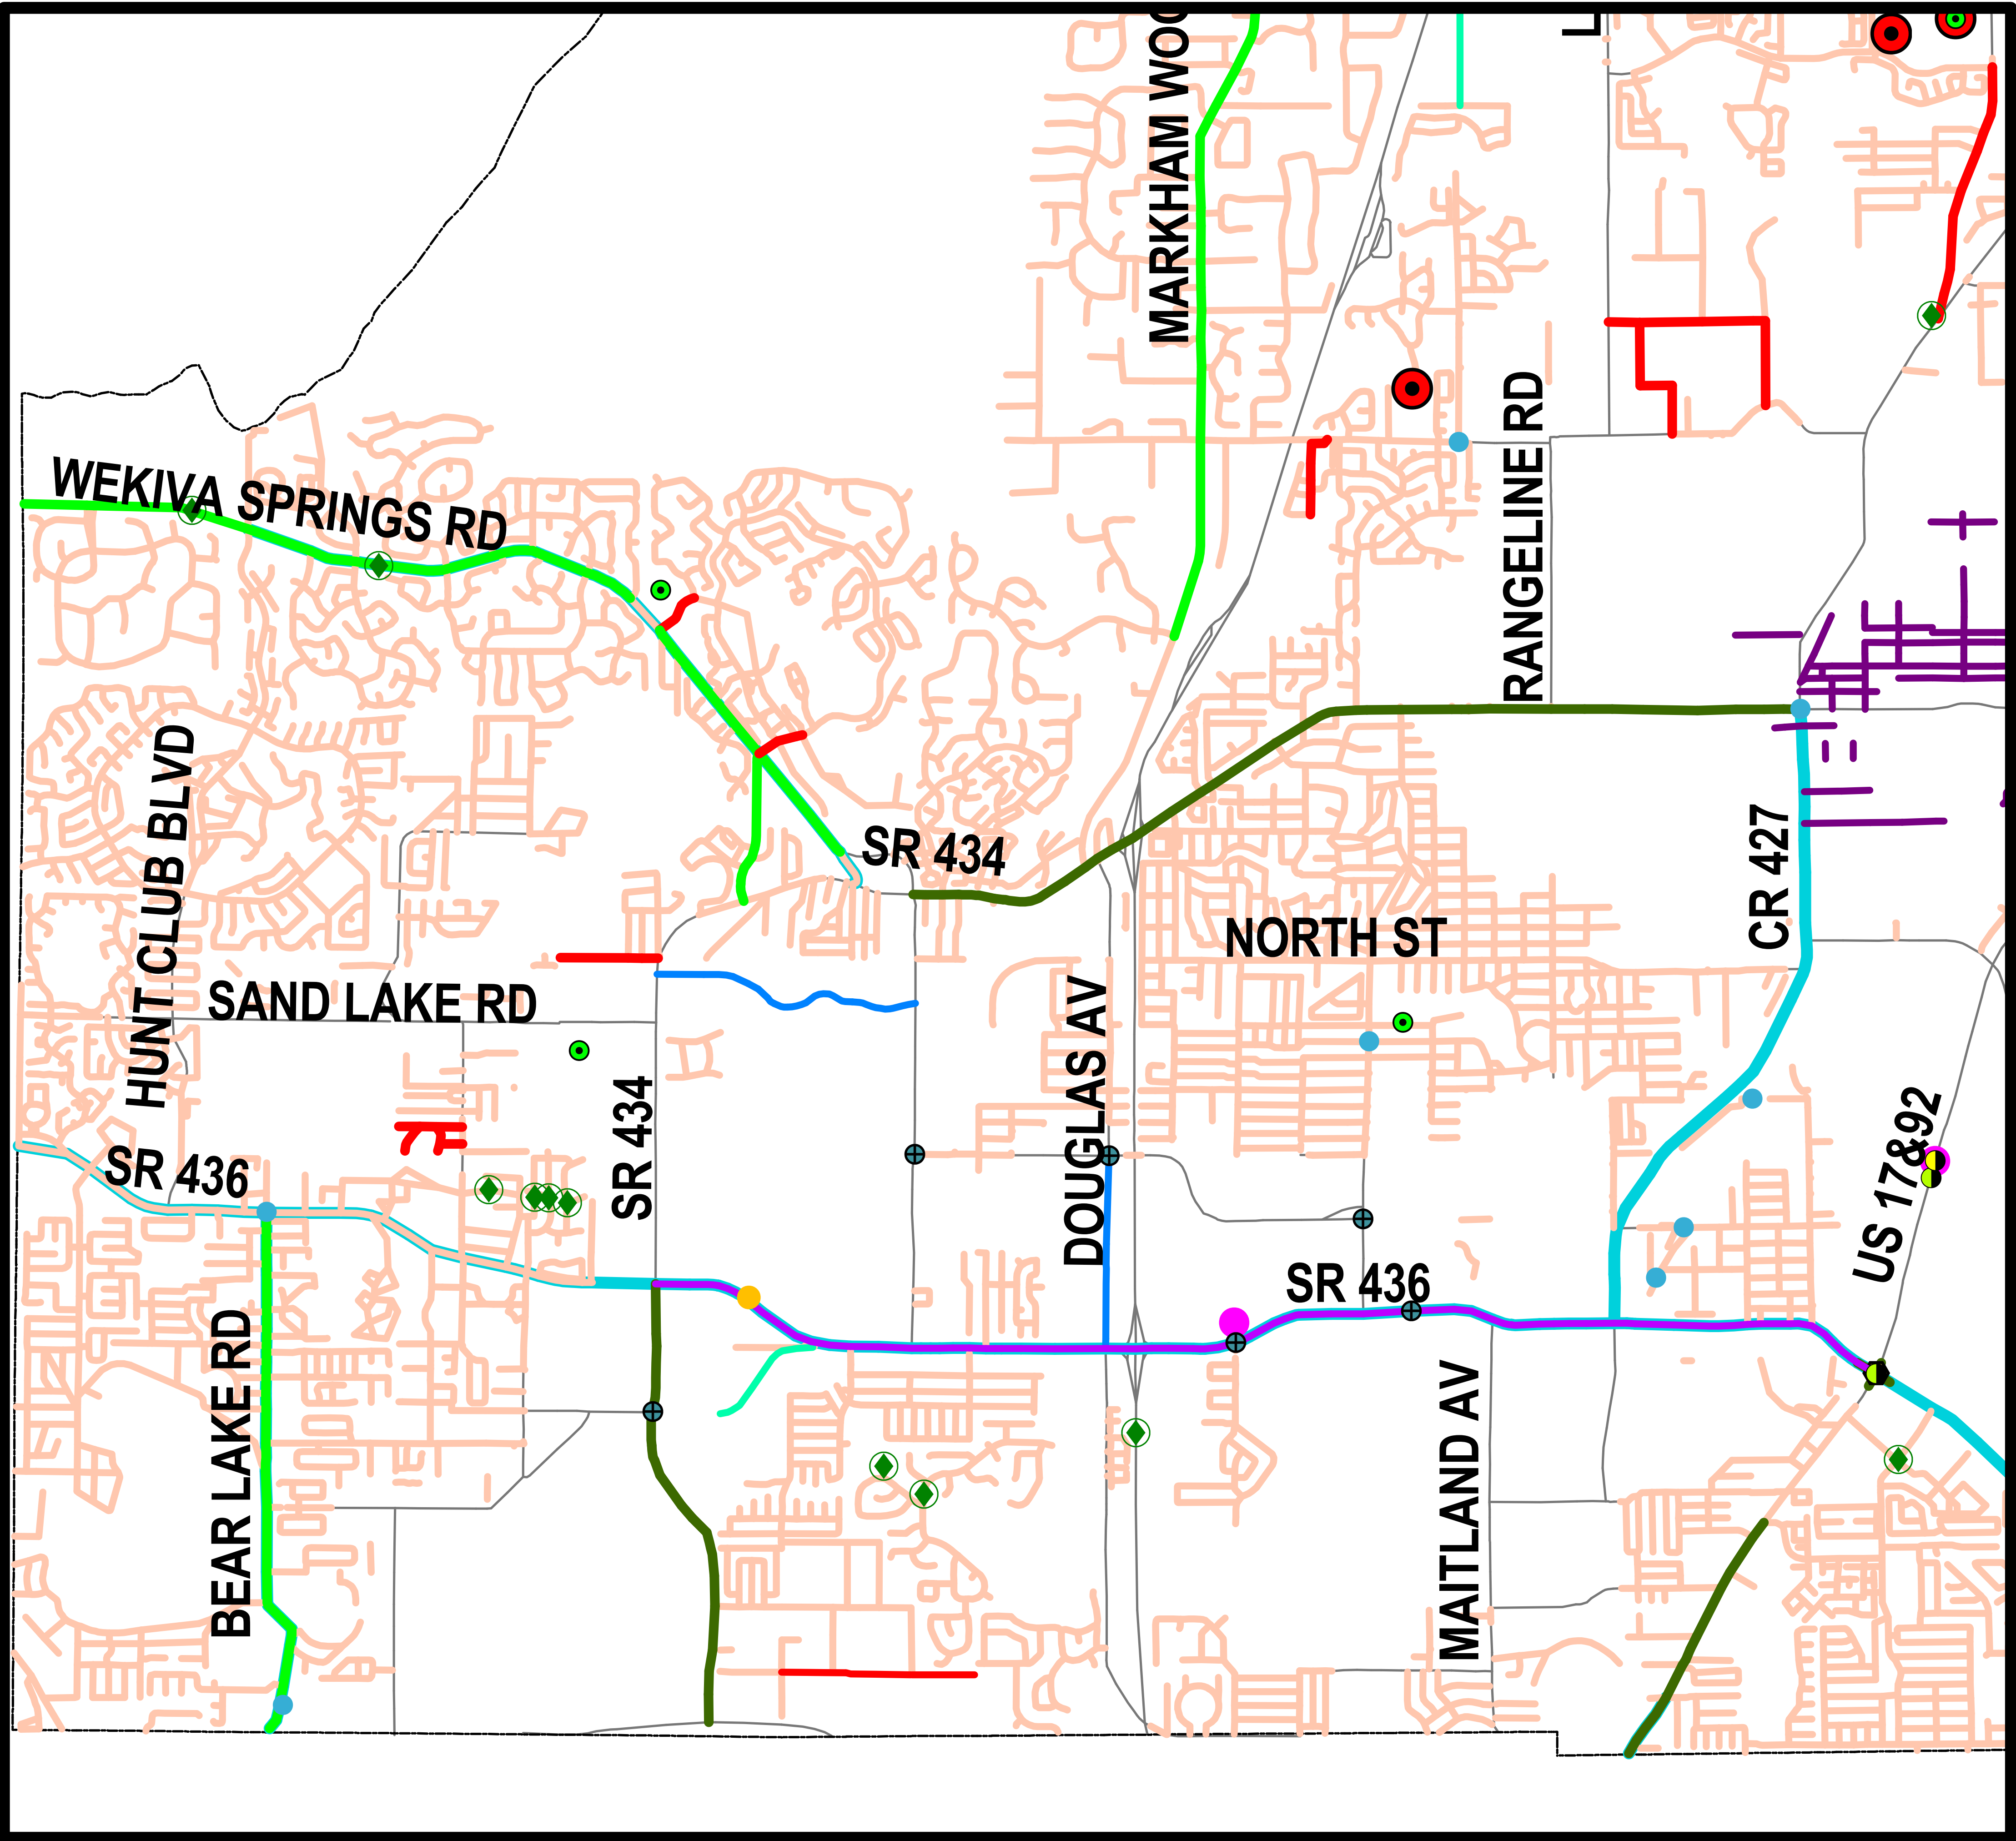 MARKHAM WOO
L
WEKIVA SPRINGS RD
RANGELINE RD
HUNT CLUB BLVD
SR 434
CR 427
NORTH ST
SAND LAKE RD
DOUGLAS AV
SR 434
US 17&92
SR 436
SR 436
BEAR LAKE RD
MAITLAND AV